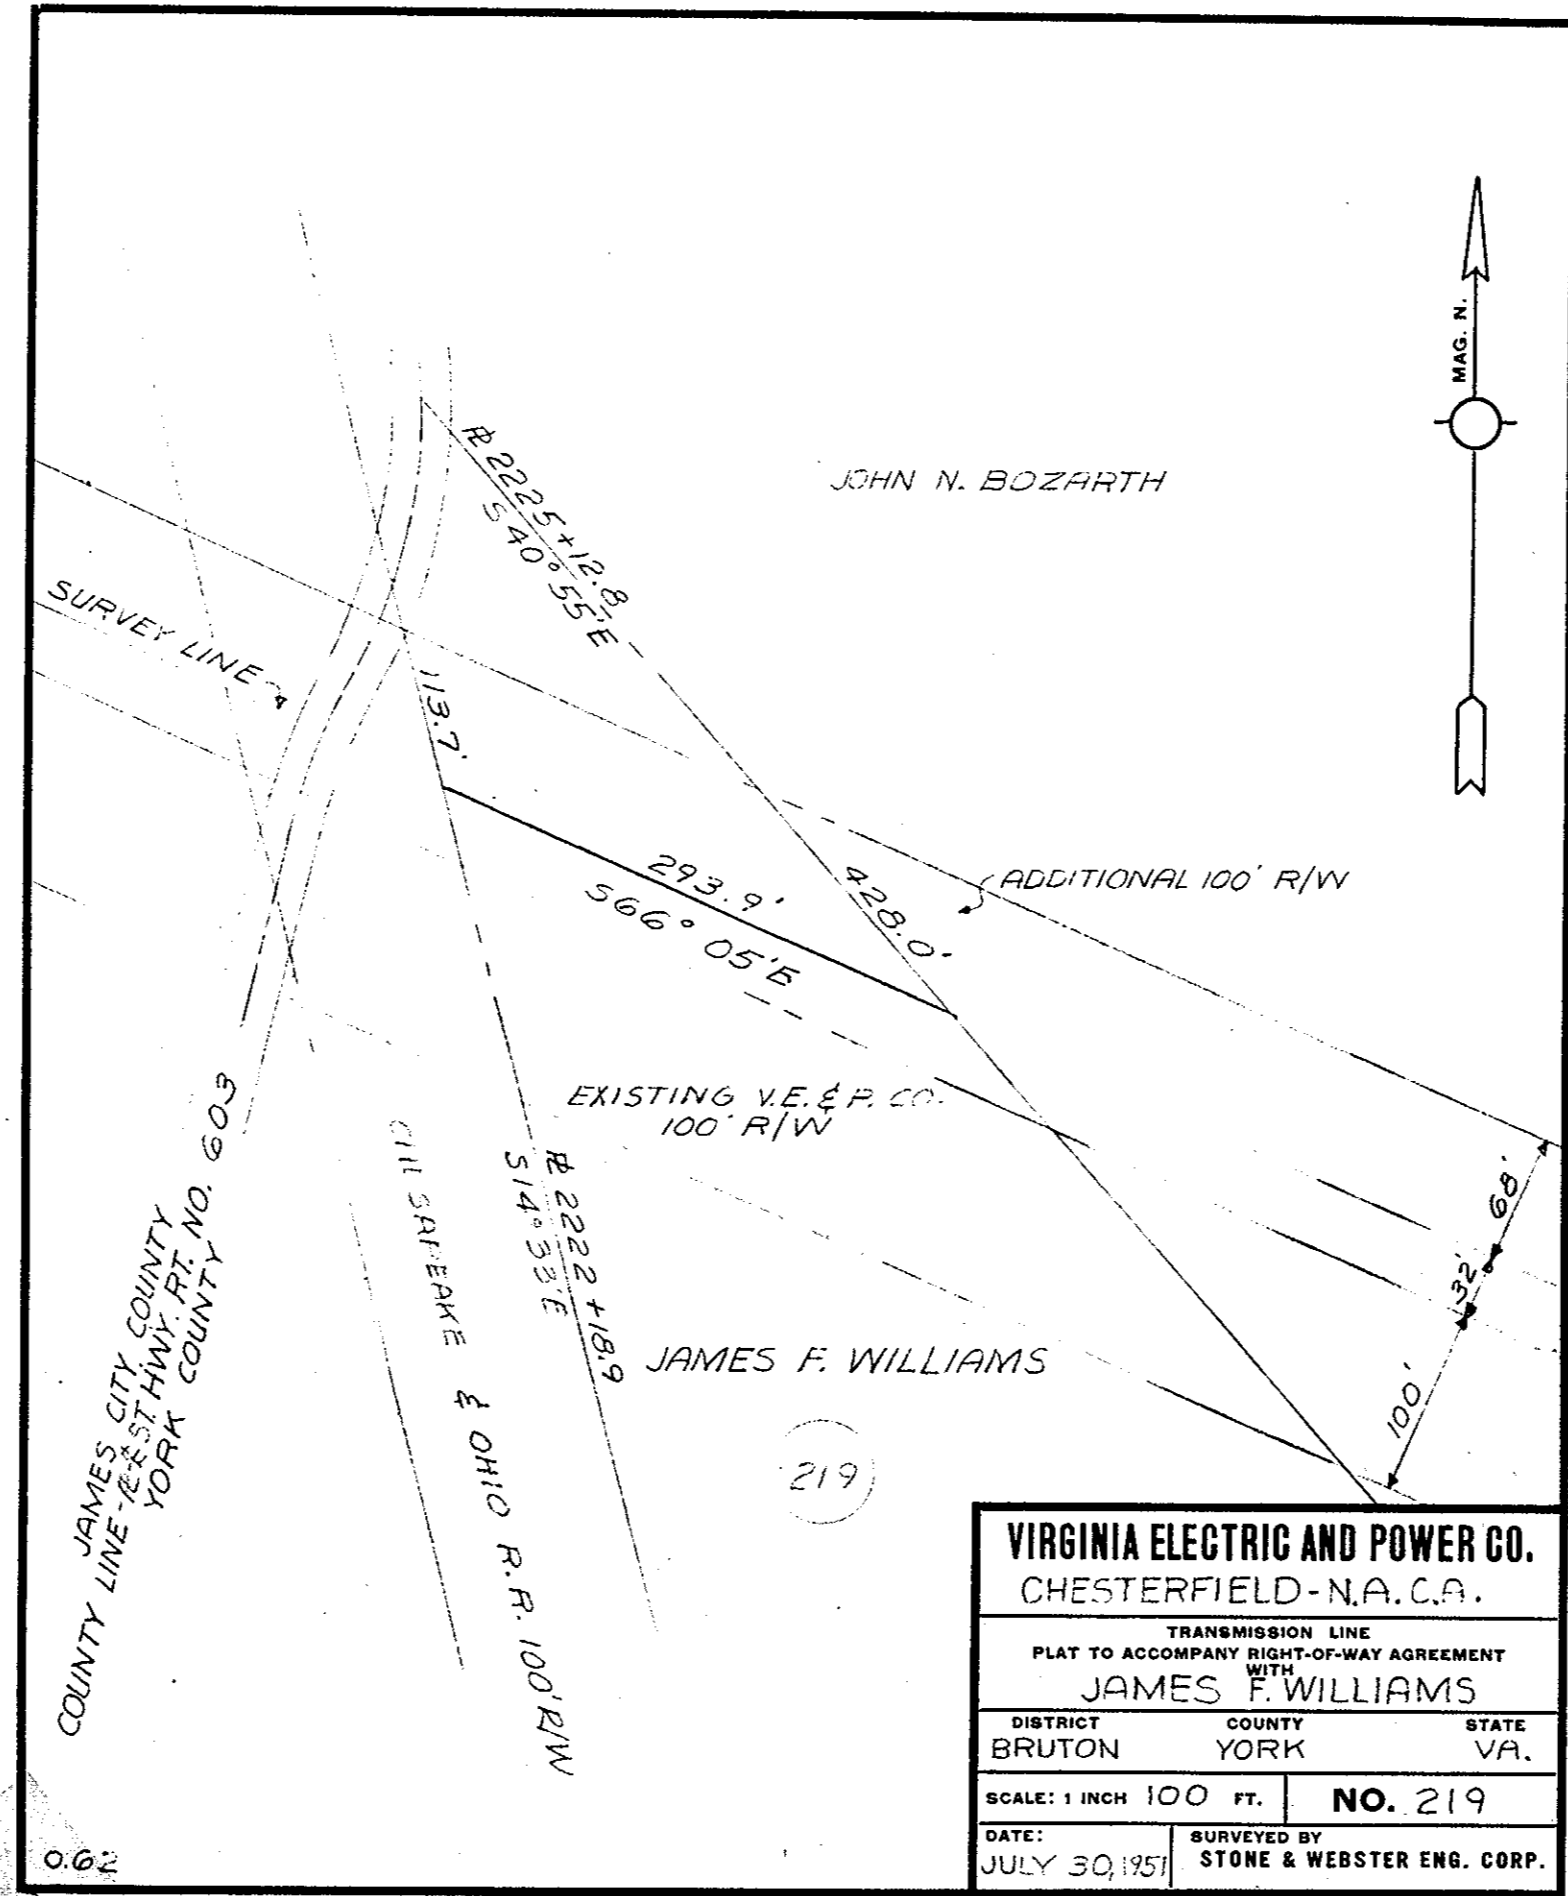 MAG. N.
JOHN N. BOZARTH
℄ 2225+12.8
S 40° 55' E
SURVEY LINE
113.7'
293.9'
S66° 05' E
428.0'
ADDITIONAL 100' R/W
EXISTING V.E. & P. CO.
100' R/W
68'
32'
100'
℄ 2222 +18.9
S 14° 33' E
& OHIO R.R. 100' R/W
JAMES F. WILLIAMS
219
JAMES CITY COUNTY
COUNTY LINE - HWY. RT. NO. 603
YORK COUNTY
0.62
VIRGINIA ELECTRIC AND POWER CO.
CHESTERFIELD - N.A.C.A.
TRANSMISSION LINE
PLAT TO ACCOMPANY RIGHT-OF-WAY AGREEMENT
WITH
JAMES F. WILLIAMS
DISTRICT COUNTY STATE
BRUTON YORK VA.
SCALE: 1 INCH 100 FT. NO. 219
DATE: SURVEYED BY
JULY 30, 1951 STONE & WEBSTER ENG. CORP.